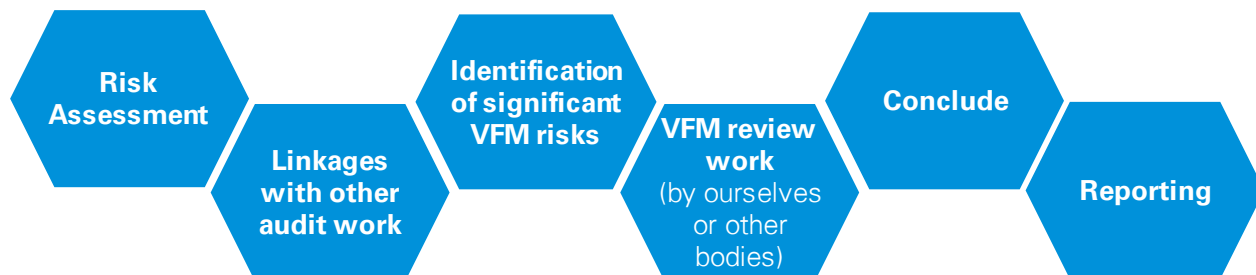 Risk
Assessment
Linkages
with other
audit work
Identification
of significant
VFM risks
VFM review
work
(by ourselves
or other
bodies)
Conclude
Reporting